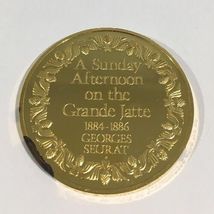 A Sunday
Afternoon
on the
Grande Jatte
1884-1886
GEORGES
SEURAT